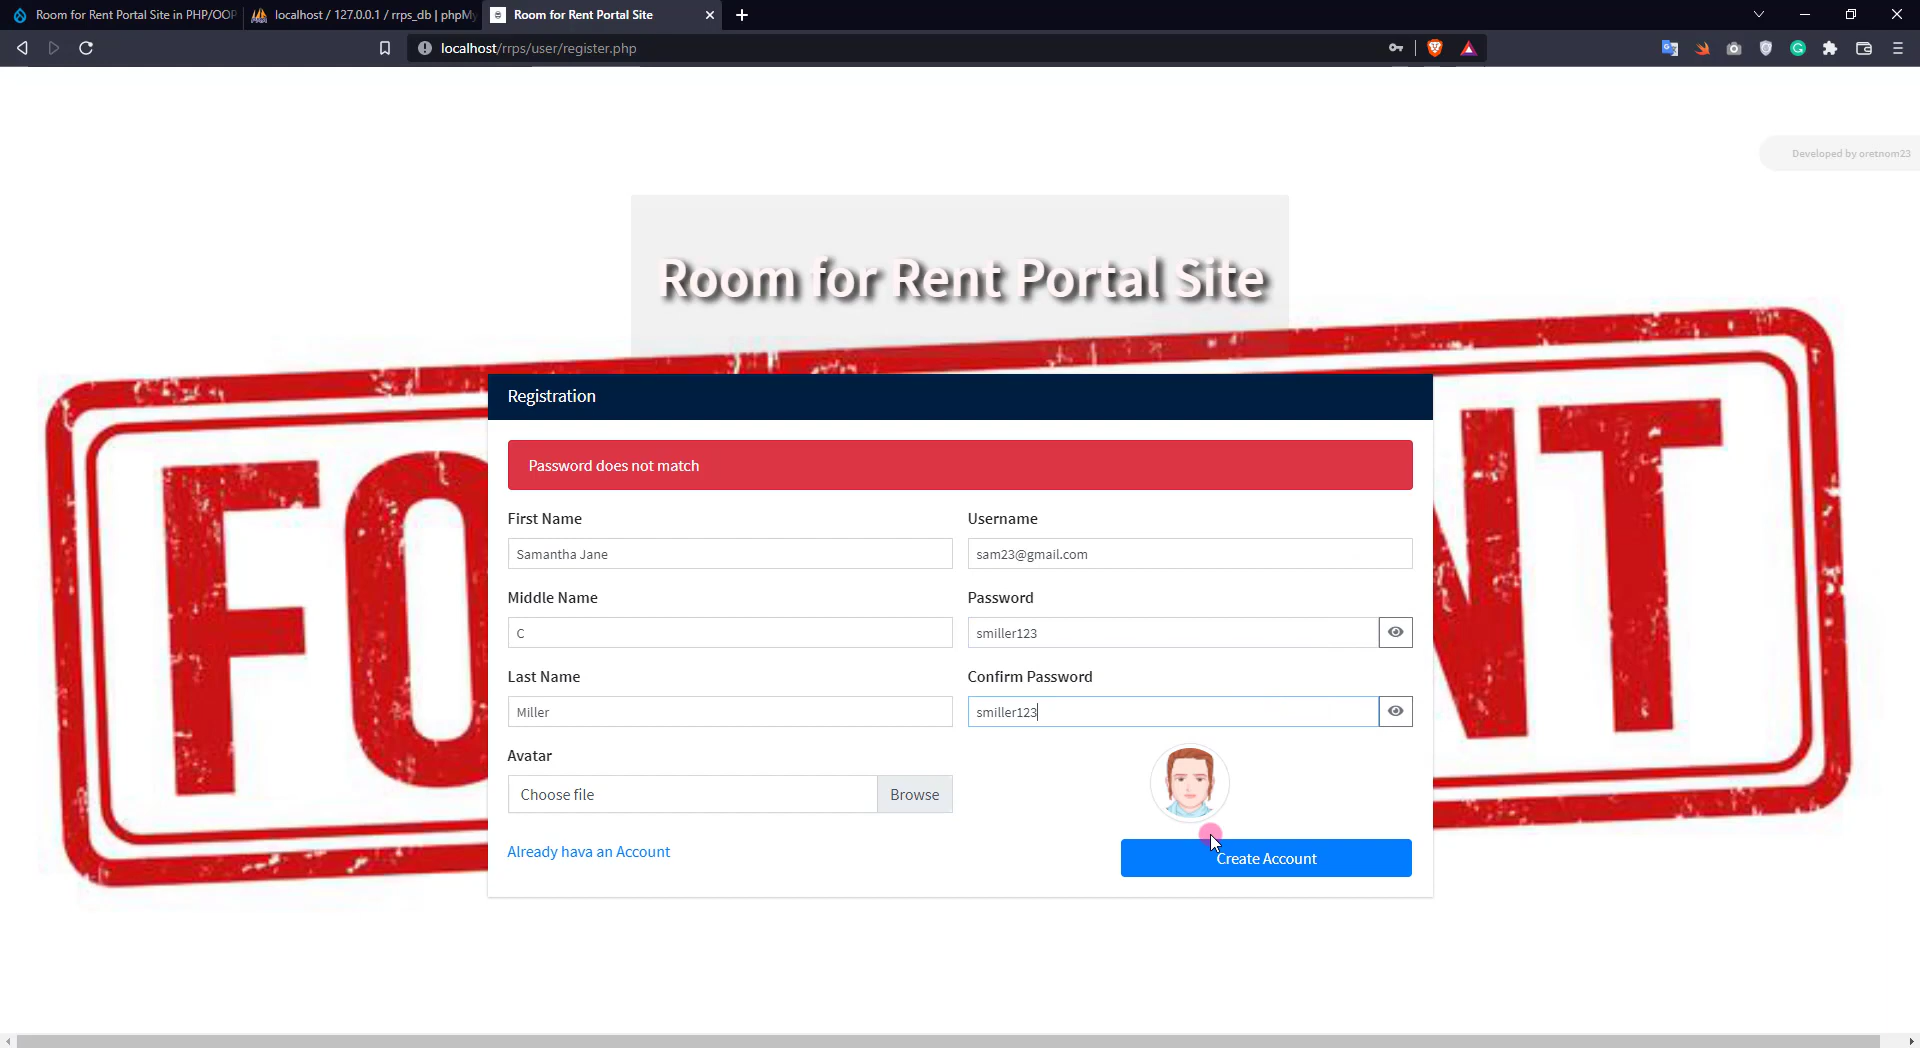 Room for Rent Portal Site in PHP/OOP
localhost / 127.0.0.1 / rrps_db | phpMy
Room for Rent Portal Site
localhost/rrps/user/register.php
Developed by oretnom23
Room for Rent Portal Site
FO
NT
Registration
Password does not match
First Name
Username
Samantha Jane
sam23@gmail.com
Middle Name
Password
C
smiller123
Last Name
Confirm Password
Miller
smiller123
Avatar
Choose file
Browse
Already hava an Account
Create Account